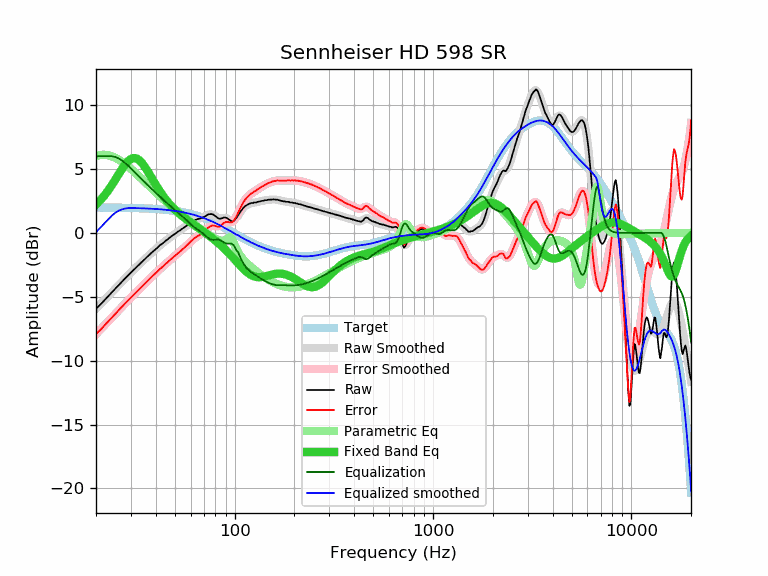 Sennheiser HD 598 SR
Amplitude (dBr)
10
5
0
−5
−10
−15
−20
Target
Raw Smoothed
Error Smoothed
Raw
Error
Parametric Eq
Fixed Band Eq
Equalization
Equalized smoothed
100
1000
10000
Frequency (Hz)